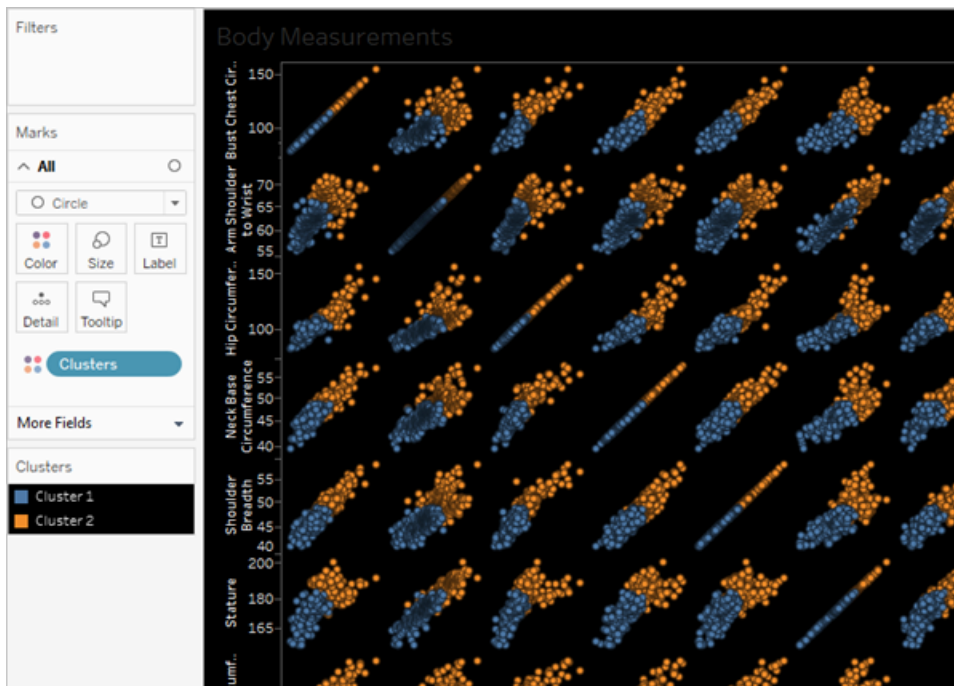 Filters
Marks
All
Circle
Color Size Label
Detail Tooltip
Clusters
More Fields
Clusters
Cluster 1
Cluster 2
Body Measurements
Bust Chest Cir..
150
100
Arm Shoulder
to Wrist
70
65
60
55
Hip Circumfer..
150
100
Neck Base
Circumference
55
50
45
40
Shoulder
Breadth
55
50
45
40
Stature
200
180
165
umf..